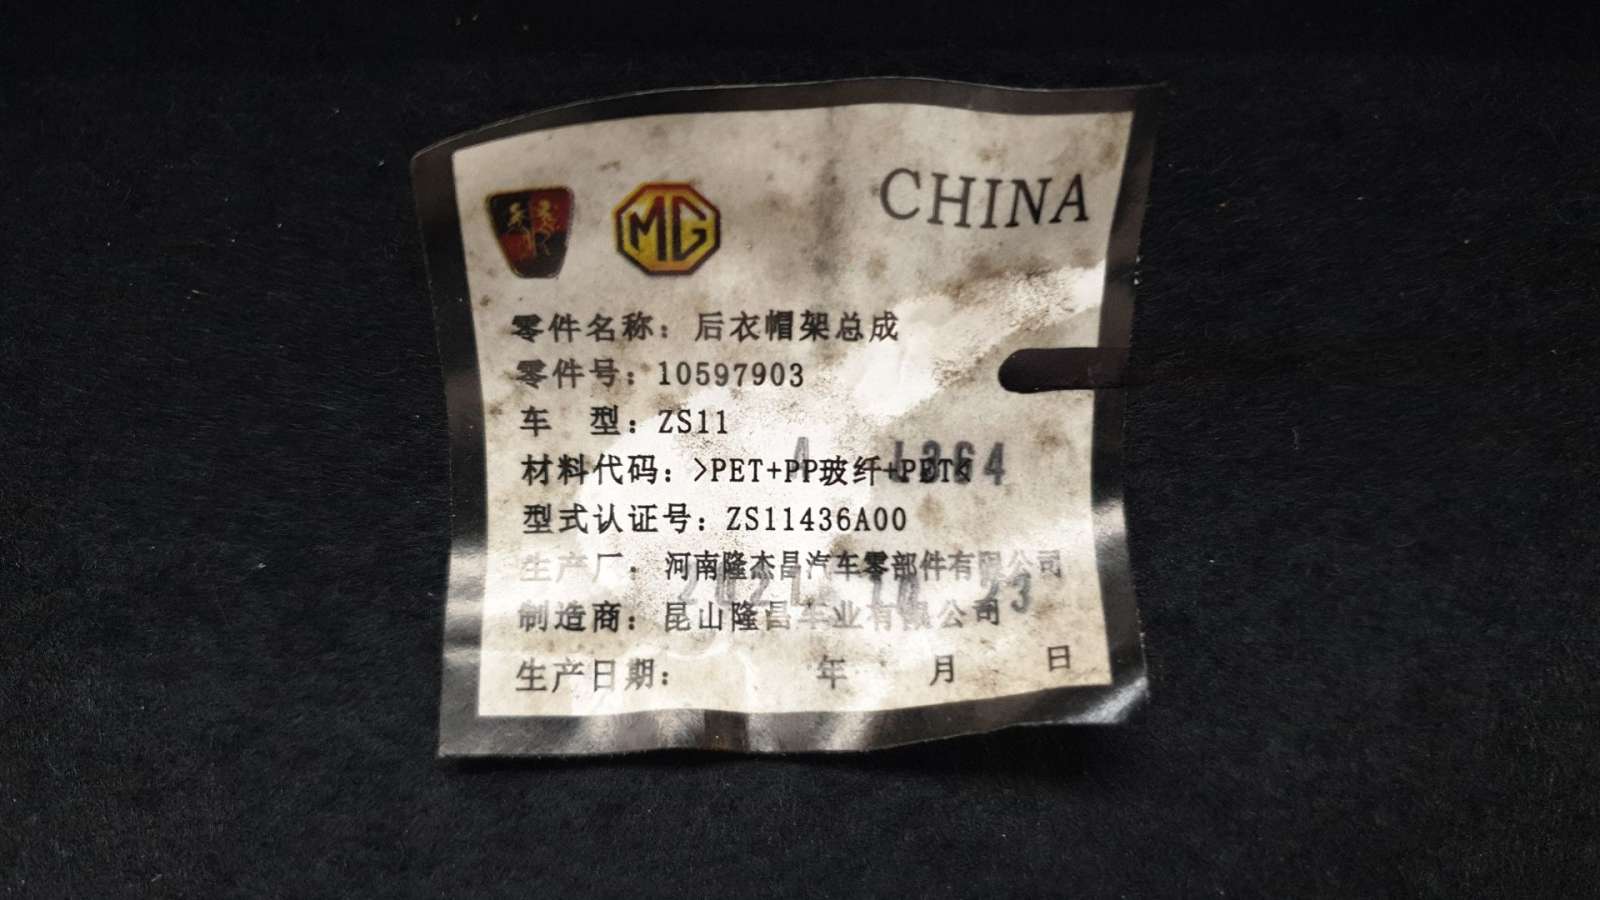 MG
CHINA
零件名称：后衣帽架总成
零件号：10597903
车 型：ZS11
材料代码：>PET+PP玻纤+PET<
型式认证号：ZS11436A00
生产厂：河南隆杰昌汽车零部件有限公司
制造商：昆山隆昌车业有限公司
生产日期： 年 月 日